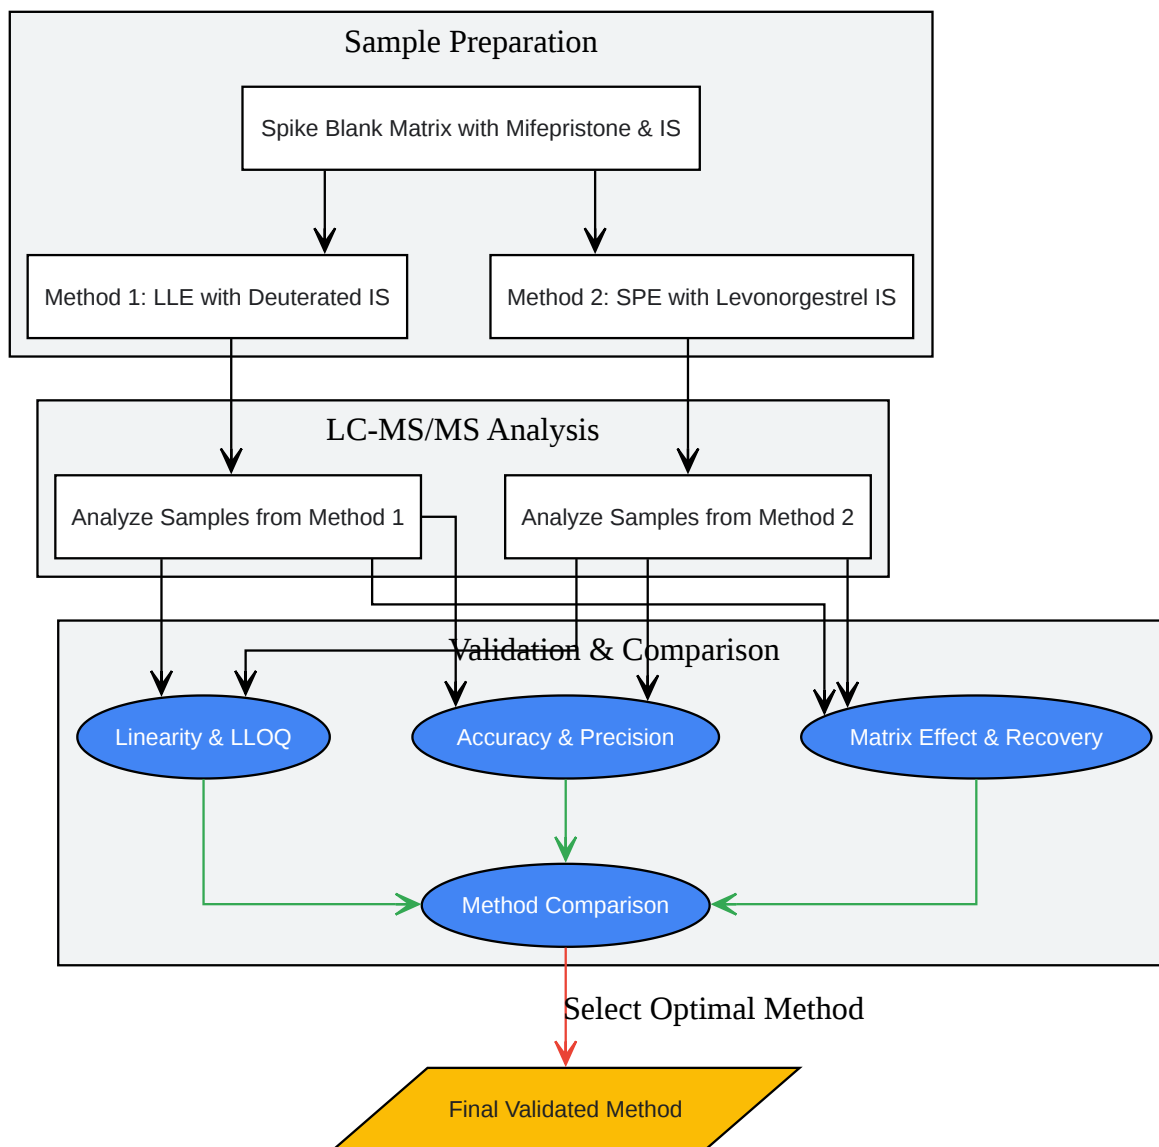 Sample Preparation
Spike Blank Matrix with Mifepristone & IS
Method 1: LLE with Deuterated IS
Method 2: SPE with Levonorgestrel IS
LC-MS/MS Analysis
Analyze Samples from Method 1
Analyze Samples from Method 2
Validation & Comparison
Linearity & LLOQ
Accuracy & Precision
Matrix Effect & Recovery
Method Comparison
Select Optimal Method
Final Validated Method